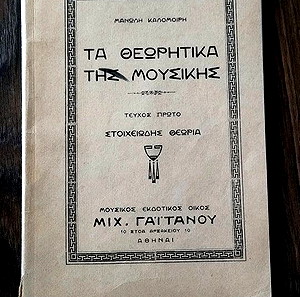 ΜΑΝΩΛΗ ΚΑΛΟΜΟΙΡΗ
ΤΑ ΘΕΩΡΗΤΙΚΑ
ΤΗΣ ΜΟΥΣΙΚΗΣ
ΤΕΥΧΟΣ ΠΡΩΤΟ
ΣΤΟΙΧΕΙΩΔΗΣ ΘΕΩΡΙΑ
ΜΟΥΣΙΚΟΣ ΕΚΔΟΤΙΚΟΣ ΟΙΚΟΣ
ΜΙΧ. ΓΑΪΤΑΝΟΥ
10 ΣΤΟΑ ΑΡΣΑΚΕΙΟΥ 10
ΑΘΗΝΑΙ